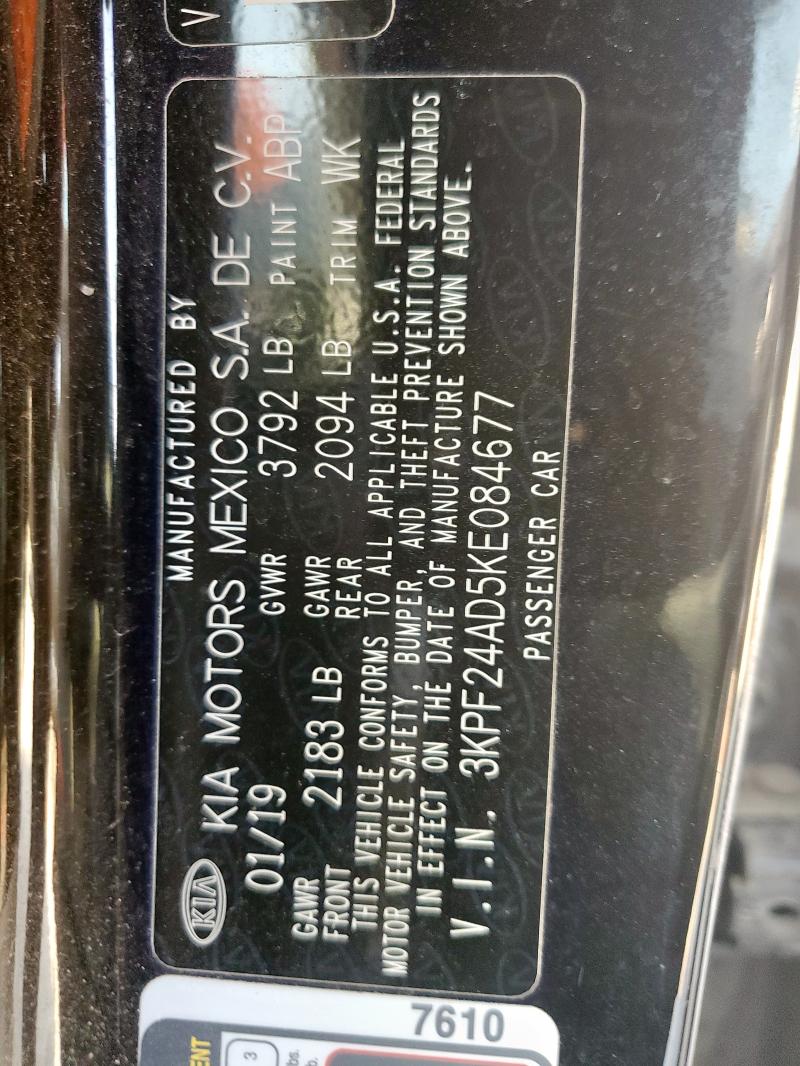 MANUFACTURED BY
KIA KIA MOTORS MEXICO S.A. DE C.V.
01/19 GVWR 3792 LB PAINT ABP
GAWR FRONT 2183 LB GAWR REAR 2094 LB TRIM WK
THIS VEHICLE CONFORMS TO ALL APPLICABLE U.S.A. FEDERAL
MOTOR VEHICLE SAFETY, BUMPER, AND THEFT PREVENTION STANDARDS
IN EFFECT ON THE DATE OF MANUFACTURE SHOWN ABOVE.
V.I.N. 3KPF24AD5KE084677
PASSENGER CAR
7610
3
V